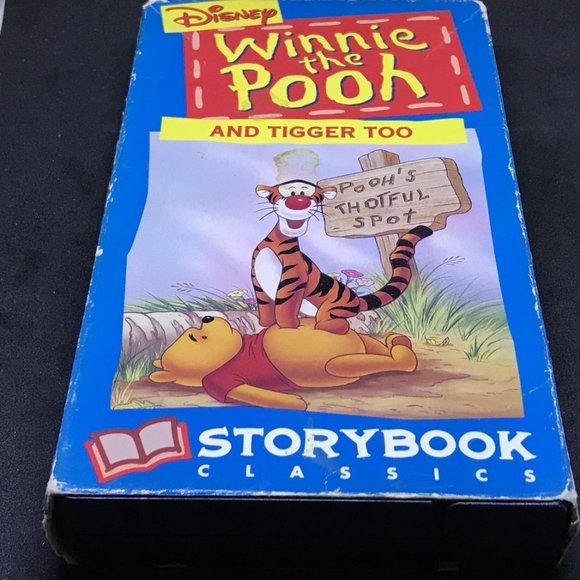 Disney
Winnie
the
Pooh
AND TIGGER TOO
POOH'S
THOTFUL
SPOT
STORYBOOK
CLASSICS